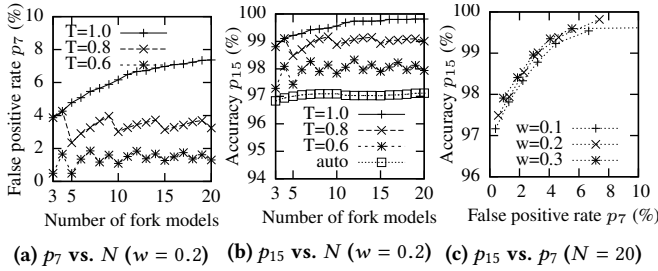 False positive rate p7 (%)
10
8
6
4
2
0
T=1.0
T=0.8
T=0.6
3 5 10 15 20
Number of fork models
(a) p7 vs. N (w = 0.2)
Accuracy p15 (%)
100
99
98
97
96
95
94
T=1.0
T=0.8
T=0.6
auto
3 5 10 15 20
Number of fork models
(b) p15 vs. N (w = 0.2)
Accuracy p15 (%)
100
99
98
97
96
w=0.1
w=0.2
w=0.3
0 2 4 6 8 10
False positive rate p7 (%)
(c) p15 vs. p7 (N = 20)